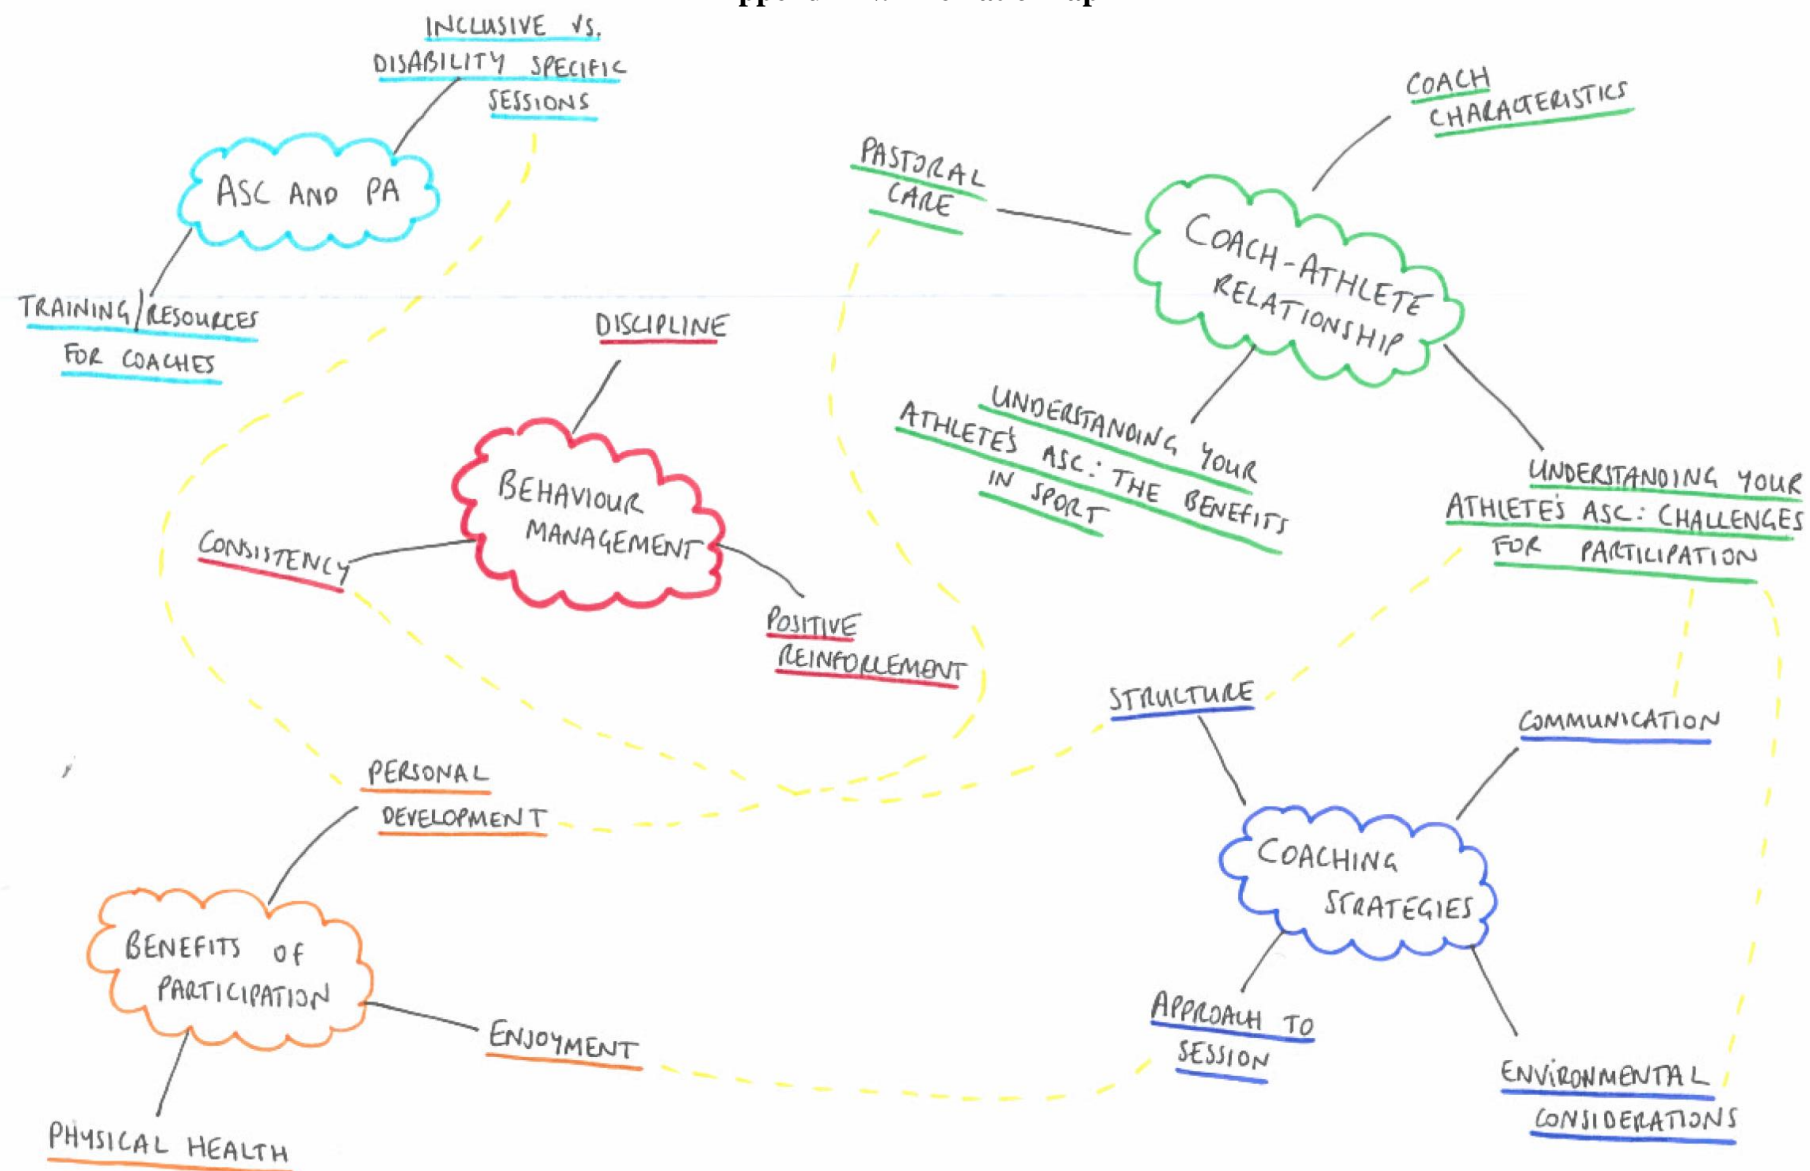 INCLUSIVE VS.
DISABILITY SPECIFIC
SESSIONS
ASC AND PA
TRAINING/RESOURCES
FOR COACHES
COACH
CHARACTERISTICS
PASTORAL
CARE
COACH-ATHLETE
RELATIONSHIP
UNDERSTANDING YOUR
ATHLETE'S ASC: THE BENEFITS
IN SPORT
UNDERSTANDING YOUR
ATHLETE'S ASC: CHALLENGES
FOR PARTICIPATION
DISCIPLINE
BEHAVIOUR
MANAGEMENT
CONSISTENCY
POSITIVE
REINFORCEMENT
STRUCTURE
COMMUNICATION
COACHING
STRATEGIES
APPROACH TO
SESSION
ENVIRONMENTAL
CONSIDERATIONS
PERSONAL
DEVELOPMENT
BENEFITS OF
PARTICIPATION
ENJOYMENT
PHYSICAL HEALTH